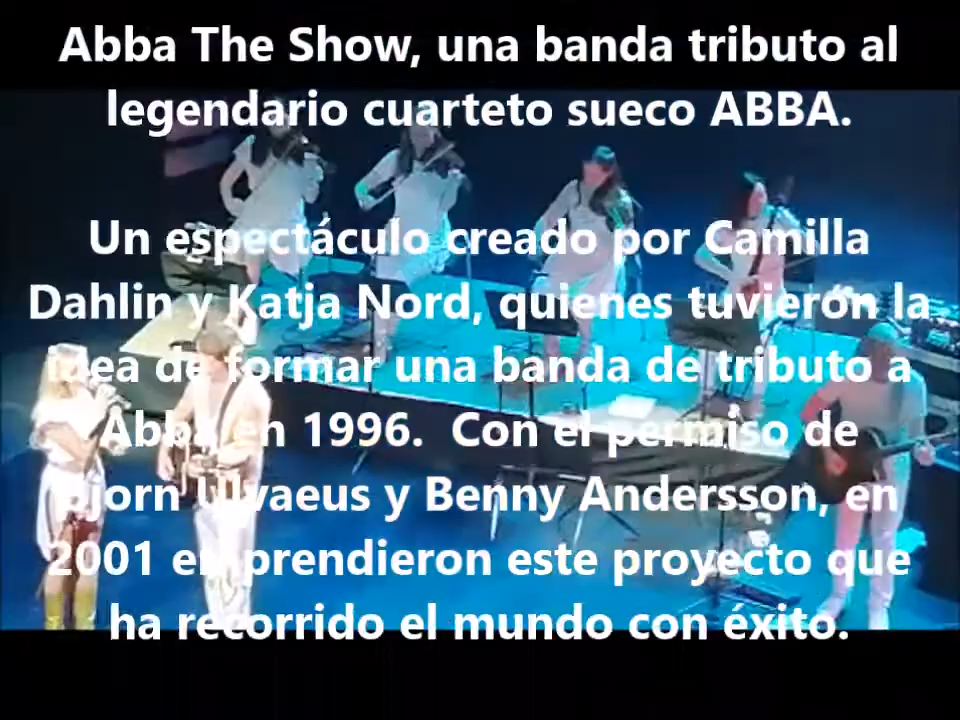 Abba The Show, una banda tributo al
legendario cuarteto sueco ABBA.
Un espectáculo creado por Camilla
Dahlin y Katja Nord, quienes tuvieron la
idea de formar una banda de tributo a
Abba en 1996. Con el permiso de
Bjorn Ulvaeus y Benny Andersson, en
2001 emprendieron este proyecto que
ha recorrido el mundo con éxito.